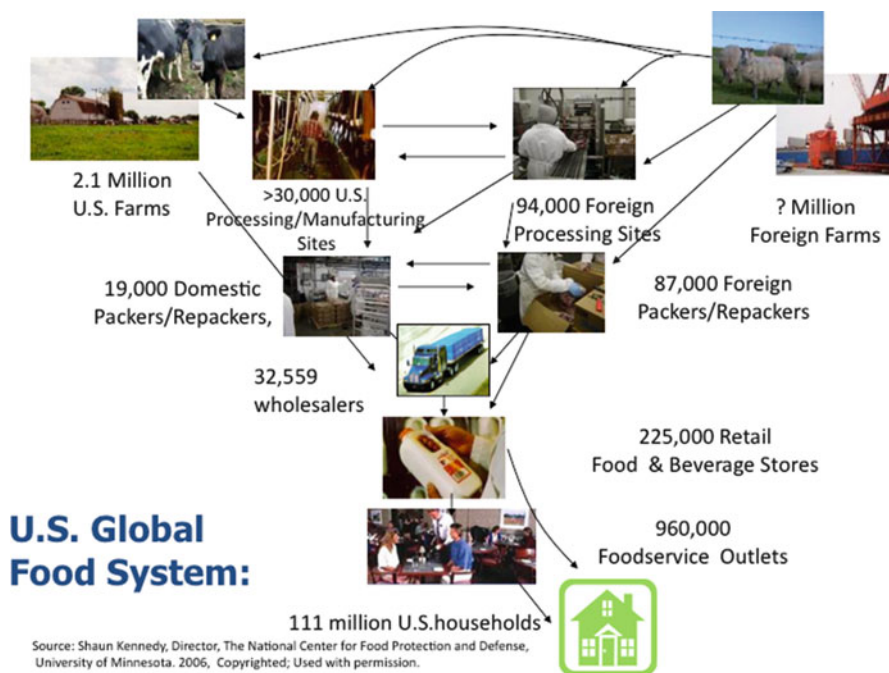 2.1 Million
U.S. Farms
>30,000 U.S.
Processing/Manufacturing
Sites
94,000 Foreign
Processing Sites
? Million
Foreign Farms
19,000 Domestic
Packers/Repackers,
87,000 Foreign
Packers/Repackers
32,559
wholesalers
225,000 Retail
Food & Beverage Stores
960,000
Foodservice Outlets
U.S. Global
Food System:
111 million U.S.households
Source: Shaun Kennedy, Director, The National Center for Food Protection and Defense,
University of Minnesota. 2006, Copyrighted; Used with permission.